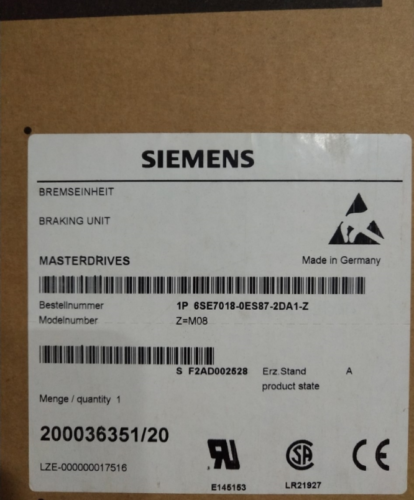 SIEMENS
BREMSEINHEIT
BRAKING UNIT
MASTERDRIVES
Made in Germany
Bestellnummer 1P 6SE7018-0ES87-2DA1-Z
Modelnumber Z=M08
S F2AD002528 Erz.Stand A
product state
Menge / quantity 1
200036351/20
LZE-000000017516
E145153
LR21927